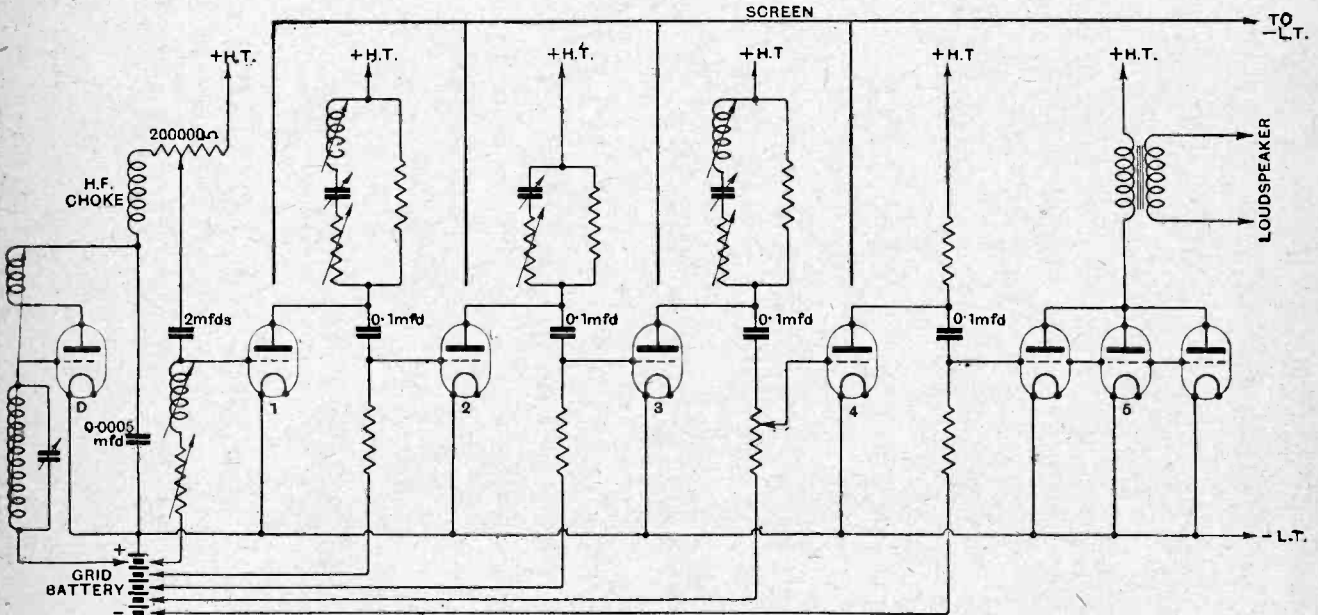 SCREEN
TO
-L.T.
+H.T.
+H.T.
+H.T.
+H.T
+H.T
+H.T.
200000Ω
H.F.
CHOKE
LOUDSPEAKER
2mfds
0·1mfd
0·1mfd
0·1mfd
0·1mfd
D
1
2
3
4
5
0·0005
mfd
-L.T.
+
GRID
BATTERY
-